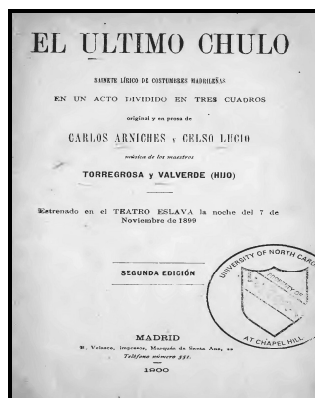 EL ULTIMO CHULO
SAINETE LÍRICO DE COSTUMBRES MADRILEÑAS
EN UN ACTO DIVIDIDO EN TRES CUADROS
original y en prosa de
CARLOS ARNICHES y CELSO LUCIO
música de los maestros
TORREGROSA y VALVERDE (HIJO)
Estrenado en el TEATRO ESLAVA la noche del 7 de
Noviembre de 1899
SEGUNDA EDICIÓN
UNIVERSITY OF NORTH CARO
PROPERTY OF
AT CHAPEL HILL
MADRID
R. Velasco, impresor, Marqués de Santa Ana,
Teléfono número 551.
1900